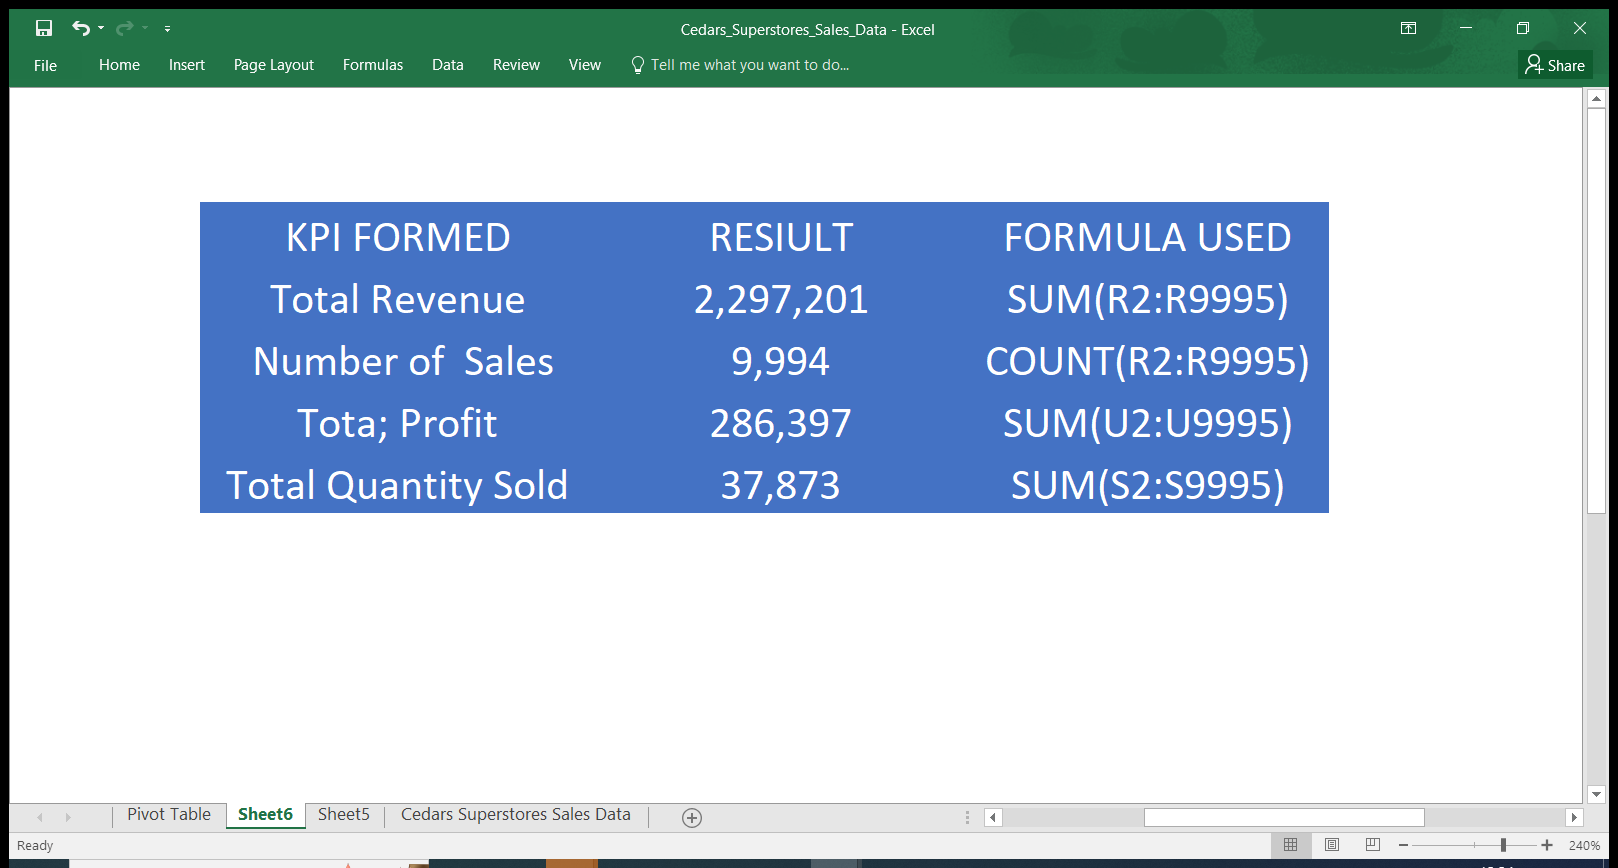 Cedars_Superstores_Sales_Data - Excel
File Home Insert Page Layout Formulas Data Review View Tell me what you want to do... Share
KPI FORMED RESIULT FORMULA USED
Total Revenue 2,297,201 SUM(R2:R9995)
Number of  Sales 9,994 COUNT(R2:R9995)
Tota; Profit 286,397 SUM(U2:U9995)
Total Quantity Sold 37,873 SUM(S2:S9995)
Pivot Table Sheet6 Sheet5 Cedars Superstores Sales Data
Ready 240%